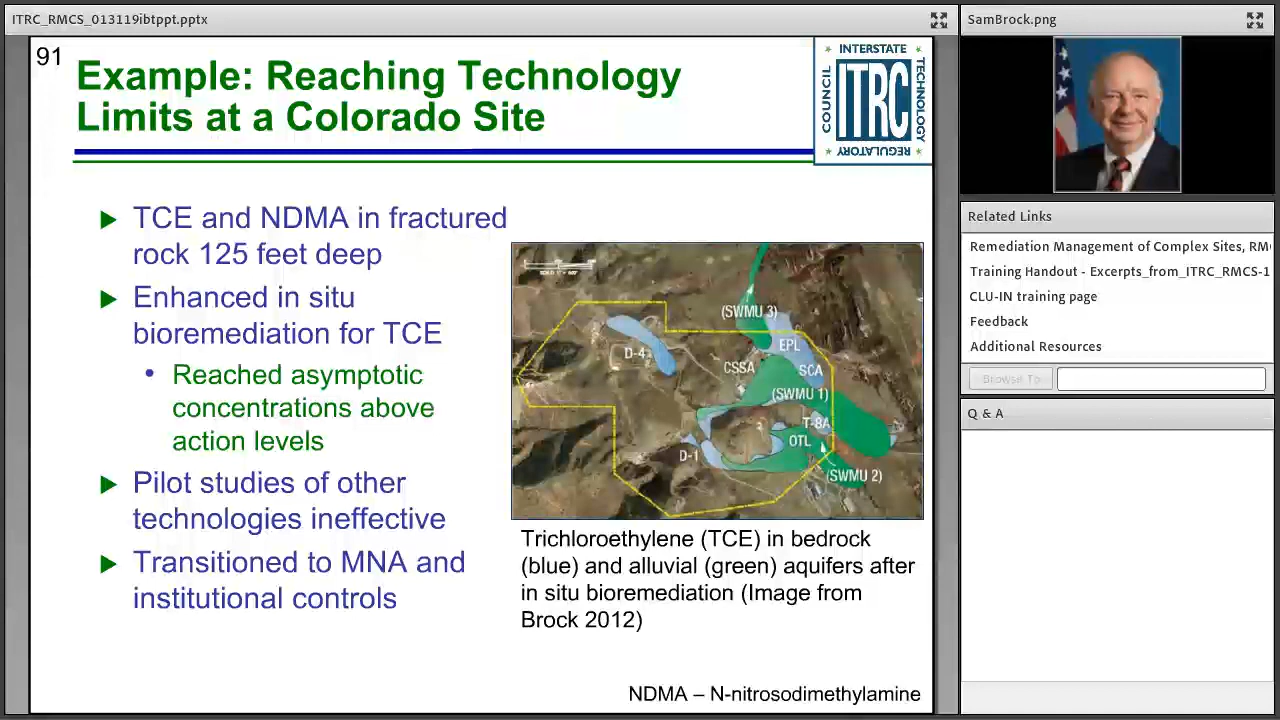 ITRC_RMCS_013119ibtppt.pptx
91
Example: Reaching Technology
Limits at a Colorado Site
INTERSTATE
COUNCIL
ITRC
TECHNOLOGY
REGULATORY
TCE and NDMA in fractured
rock 125 feet deep
Enhanced in situ
bioremediation for TCE
Reached asymptotic
concentrations above
action levels
Pilot studies of other
technologies ineffective
Transitioned to MNA and
institutional controls
(SWMU 3)
D-4
EPL
CSSA
SCA
(SWMU 1)
T-8A
OTL
D-1
(SWMU 2)
Trichloroethylene (TCE) in bedrock
(blue) and alluvial (green) aquifers after
in situ bioremediation (Image from
Brock 2012)
NDMA – N-nitrosodimethylamine
SamBrock.png
Related Links
Remediation Management of Complex Sites, RM
Training Handout - Excerpts_from_ITRC_RMCS-1
CLU-IN training page
Feedback
Additional Resources
Browse To
Q & A